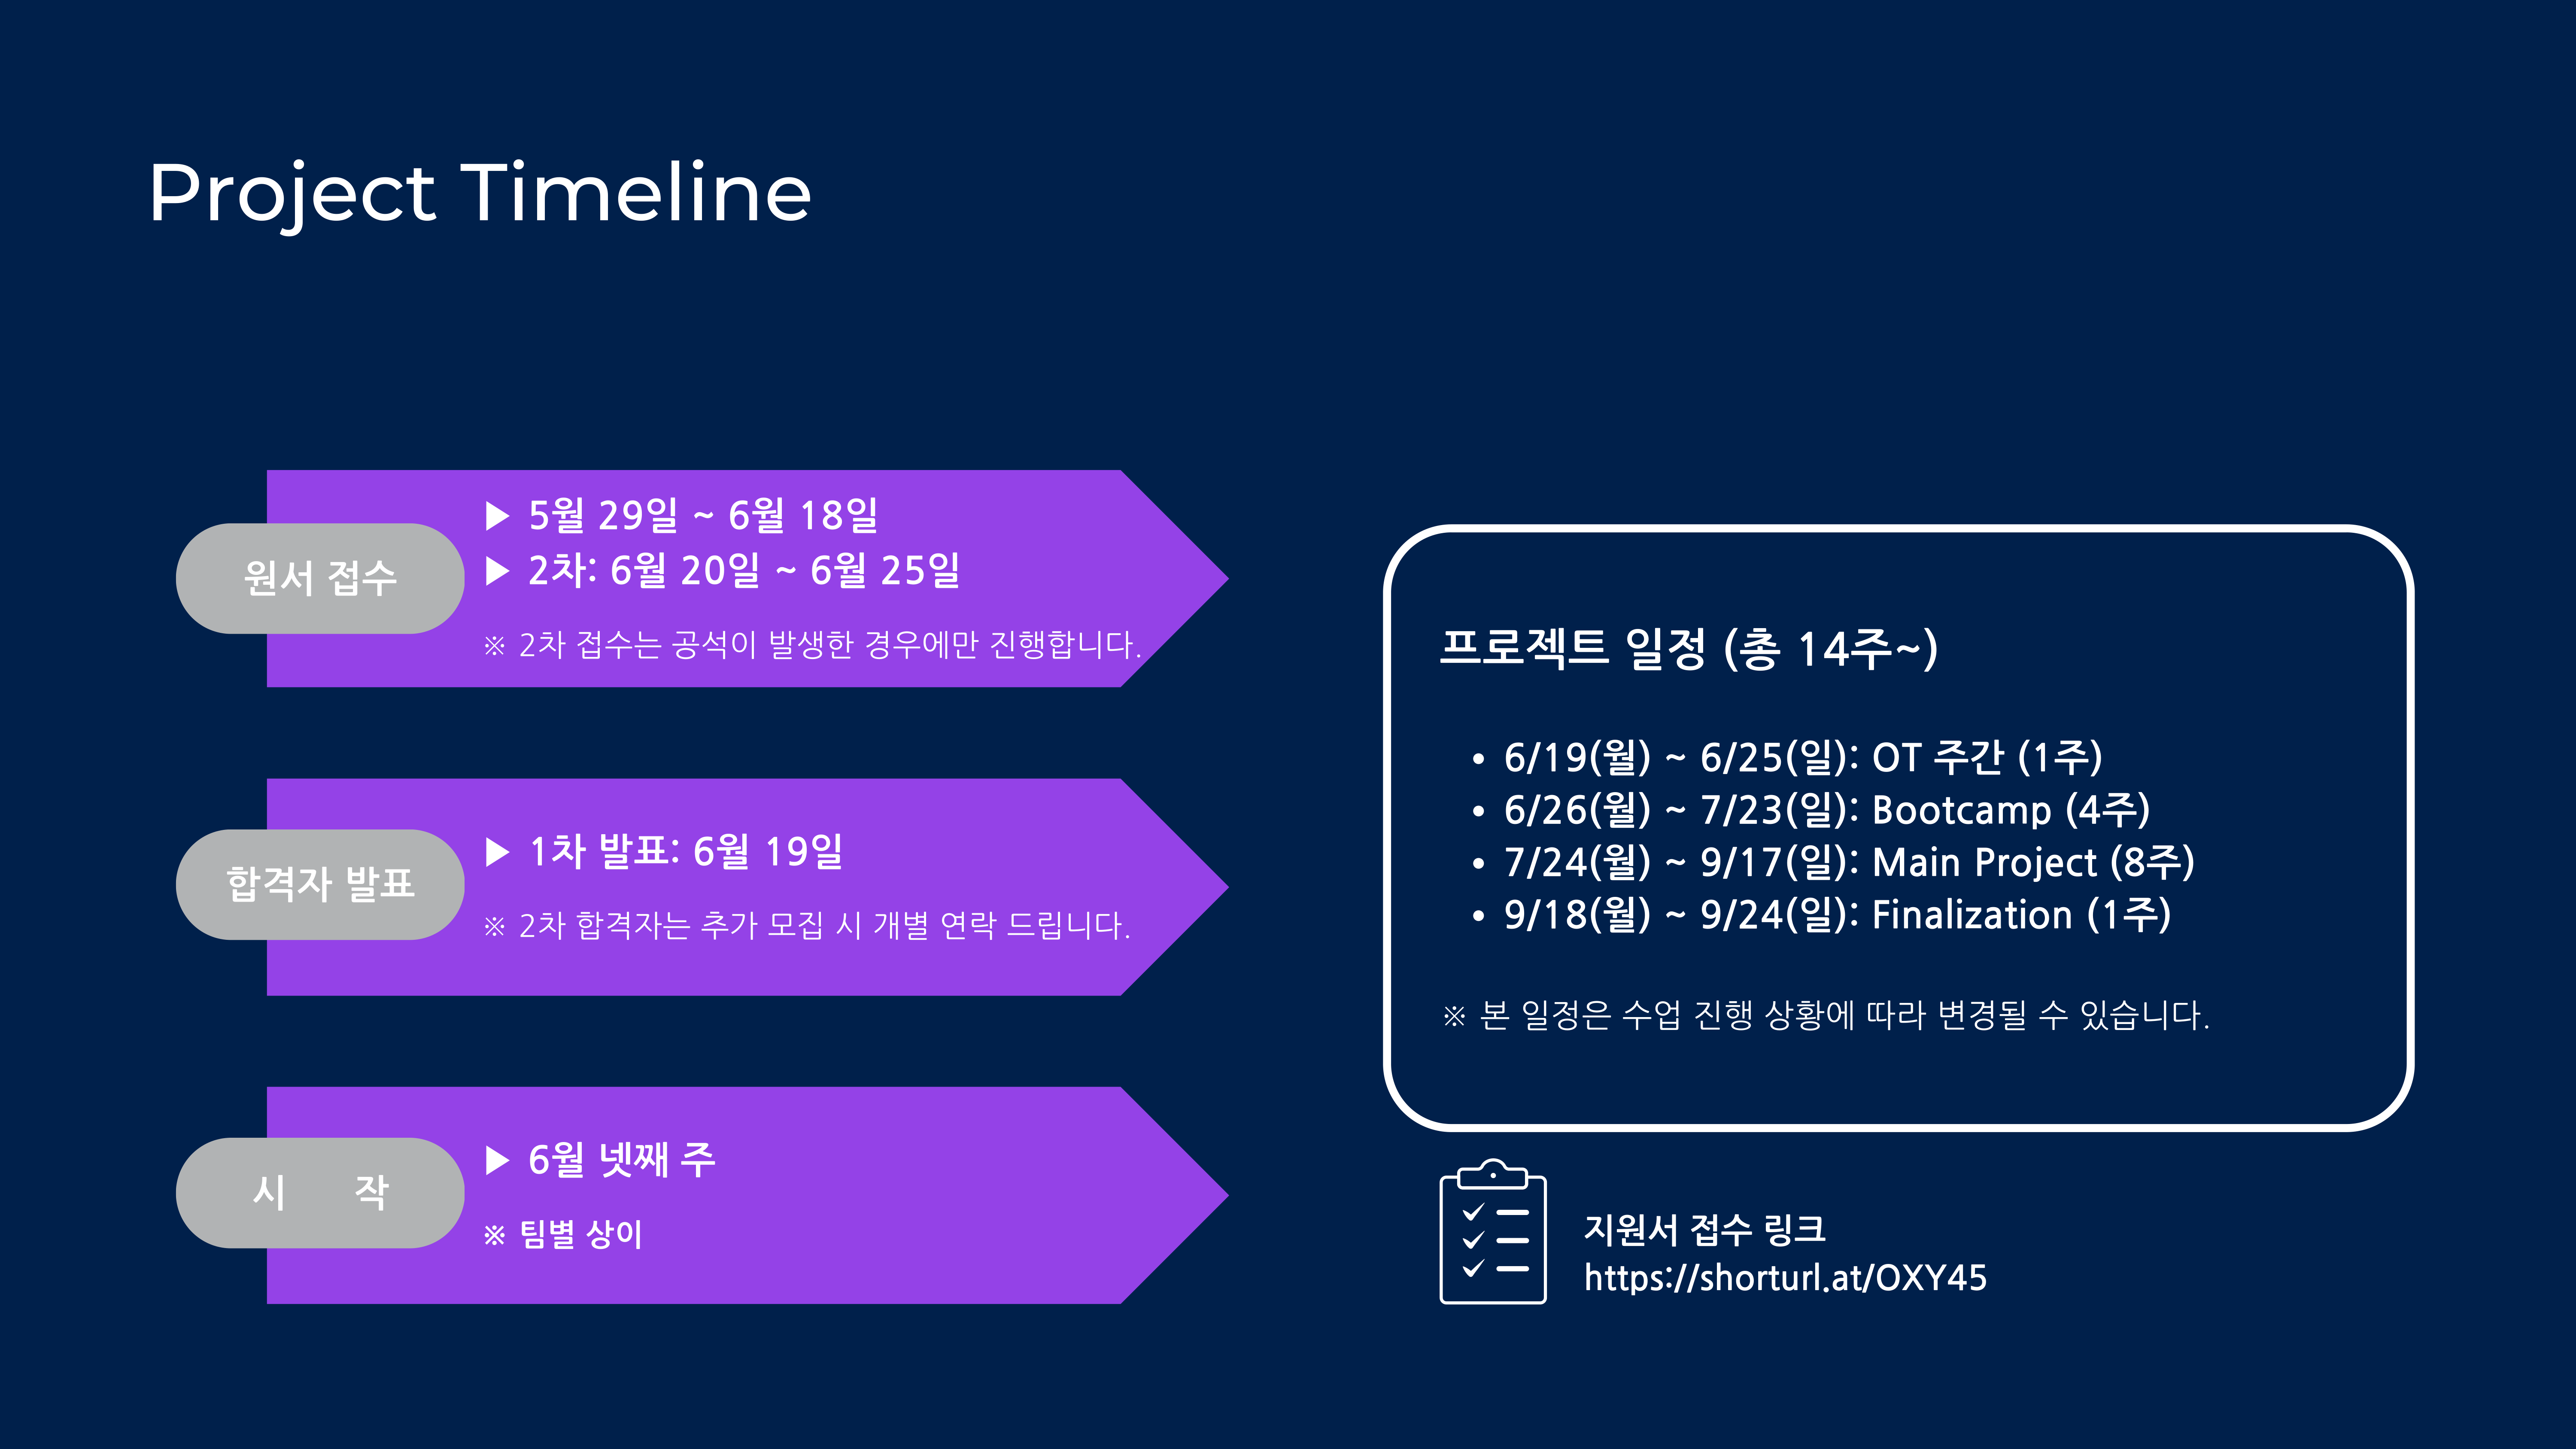 Project Timeline
원서 접수
▶ 5월 29일 ~ 6월 18일
▶ 2차: 6월 20일 ~ 6월 25일
※ 2차 접수는 공석이 발생한 경우에만 진행합니다.
합격자 발표
▶ 1차 발표: 6월 19일
※ 2차 합격자는 추가 모집 시 개별 연락 드립니다.
시 작
▶ 6월 넷째 주
※ 팀별 상이
프로젝트 일정 (총 14주~)
• 6/19(월) ~ 6/25(일): OT 주간 (1주)
• 6/26(월) ~ 7/23(일): Bootcamp (4주)
• 7/24(월) ~ 9/17(일): Main Project (8주)
• 9/18(월) ~ 9/24(일): Finalization (1주)
※ 본 일정은 수업 진행 상황에 따라 변경될 수 있습니다.
지원서 접수 링크
https://shorturl.at/OXY45